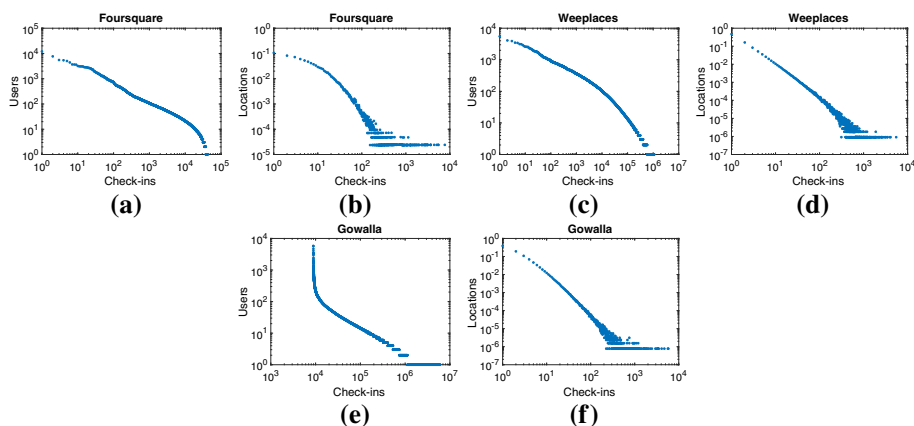 Foursquare
Users
10^5
10^4
10^3
10^2
10^1
10^0
10^0 10^1 10^2 10^3 10^4 10^5
Check-ins
(a)
Foursquare
Locations
10^0
10^-1
10^-2
10^-3
10^-4
10^-5
10^0 10^1 10^2 10^3 10^4
Check-ins
(b)
Weeplaces
Users
10^4
10^3
10^2
10^1
10^0
10^0 10^1 10^2 10^3 10^4 10^5 10^6 10^7
Check-ins
(c)
Weeplaces
Locations
10^0
10^-1
10^-2
10^-3
10^-4
10^-5
10^-6
10^-7
10^0 10^1 10^2 10^3 10^4
Check-ins
(d)
Gowalla
Users
10^4
10^3
10^2
10^1
10^0
10^3 10^4 10^5 10^6 10^7
Check-ins
(e)
Gowalla
Locations
10^0
10^-1
10^-2
10^-3
10^-4
10^-5
10^-6
10^-7
10^0 10^1 10^2 10^3 10^4
Check-ins
(f)